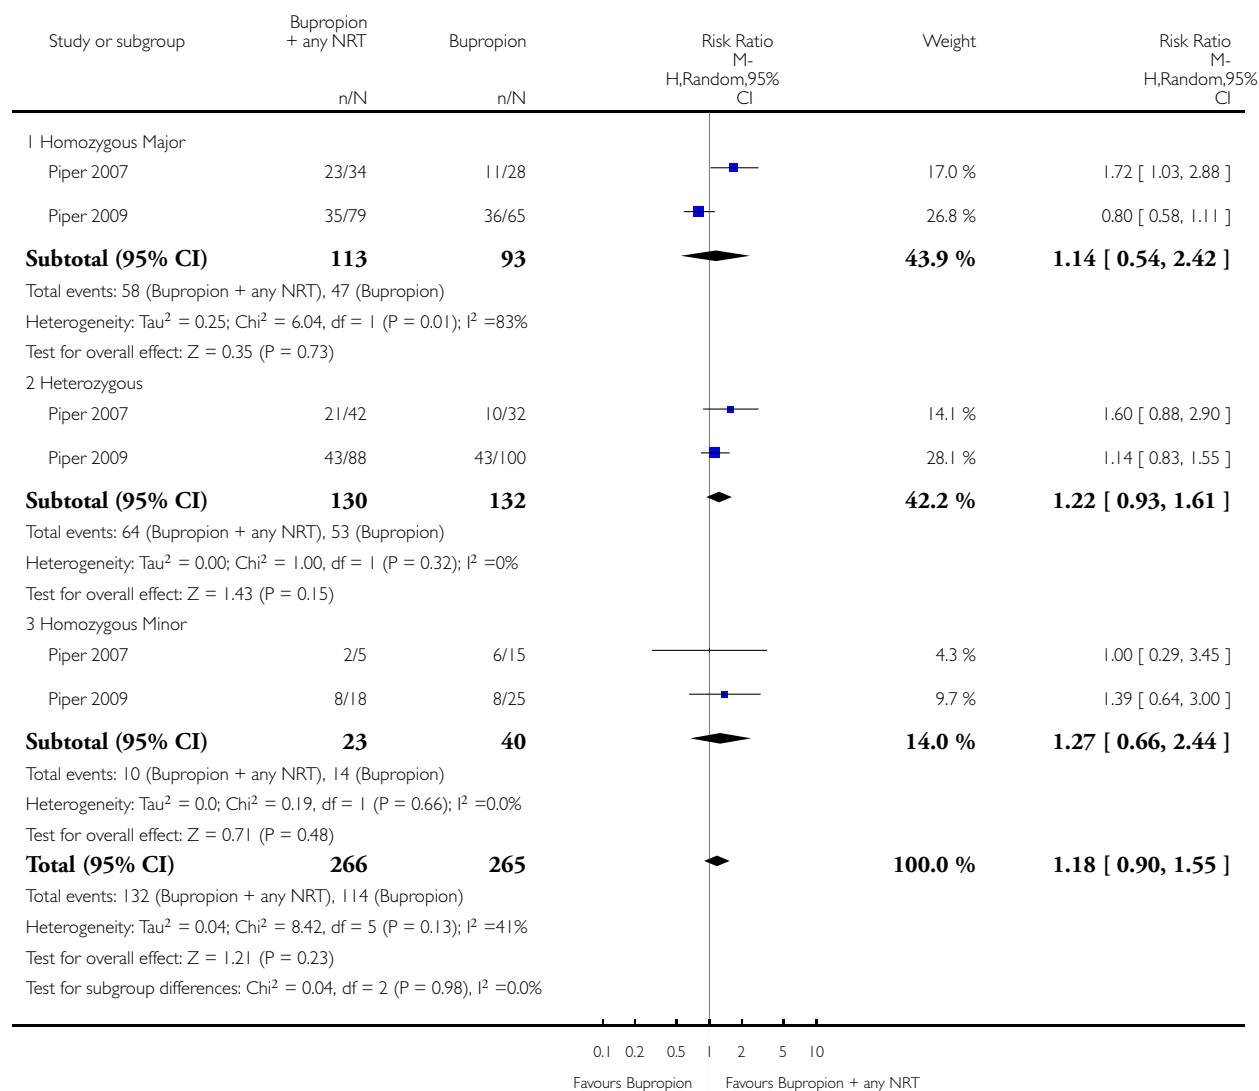 Study or subgroup Bupropion + any NRT Bupropion Risk Ratio Weight Risk Ratio
M-H,Random,95% CI M-H,Random,95% CI
n/N n/N
1 Homozygous Major
Piper 2007 23/34 11/28 17.0 % 1.72 [ 1.03, 2.88 ]
Piper 2009 35/79 36/65 26.8 % 0.80 [ 0.58, 1.11 ]
Subtotal (95% CI) 113 93 43.9 % 1.14 [ 0.54, 2.42 ]
Total events: 58 (Bupropion + any NRT), 47 (Bupropion)
Heterogeneity: Tau² = 0.25; Chi² = 6.04, df = 1 (P = 0.01); I² =83%
Test for overall effect: Z = 0.35 (P = 0.73)
2 Heterozygous
Piper 2007 21/42 10/32 14.1 % 1.60 [ 0.88, 2.90 ]
Piper 2009 43/88 43/100 28.1 % 1.14 [ 0.83, 1.55 ]
Subtotal (95% CI) 130 132 42.2 % 1.22 [ 0.93, 1.61 ]
Total events: 64 (Bupropion + any NRT), 53 (Bupropion)
Heterogeneity: Tau² = 0.00; Chi² = 1.00, df = 1 (P = 0.32); I² =0%
Test for overall effect: Z = 1.43 (P = 0.15)
3 Homozygous Minor
Piper 2007 2/5 6/15 4.3 % 1.00 [ 0.29, 3.45 ]
Piper 2009 8/18 8/25 9.7 % 1.39 [ 0.64, 3.00 ]
Subtotal (95% CI) 23 40 14.0 % 1.27 [ 0.66, 2.44 ]
Total events: 10 (Bupropion + any NRT), 14 (Bupropion)
Heterogeneity: Tau² = 0.0; Chi² = 0.19, df = 1 (P = 0.66); I² =0.0%
Test for overall effect: Z = 0.71 (P = 0.48)
Total (95% CI) 266 265 100.0 % 1.18 [ 0.90, 1.55 ]
Total events: 132 (Bupropion + any NRT), 114 (Bupropion)
Heterogeneity: Tau² = 0.04; Chi² = 8.42, df = 5 (P = 0.13); I² =41%
Test for overall effect: Z = 1.21 (P = 0.23)
Test for subgroup differences: Chi² = 0.04, df = 2 (P = 0.98), I² =0.0%
0.1 0.2 0.5 1 2 5 10
Favours Bupropion Favours Bupropion + any NRT